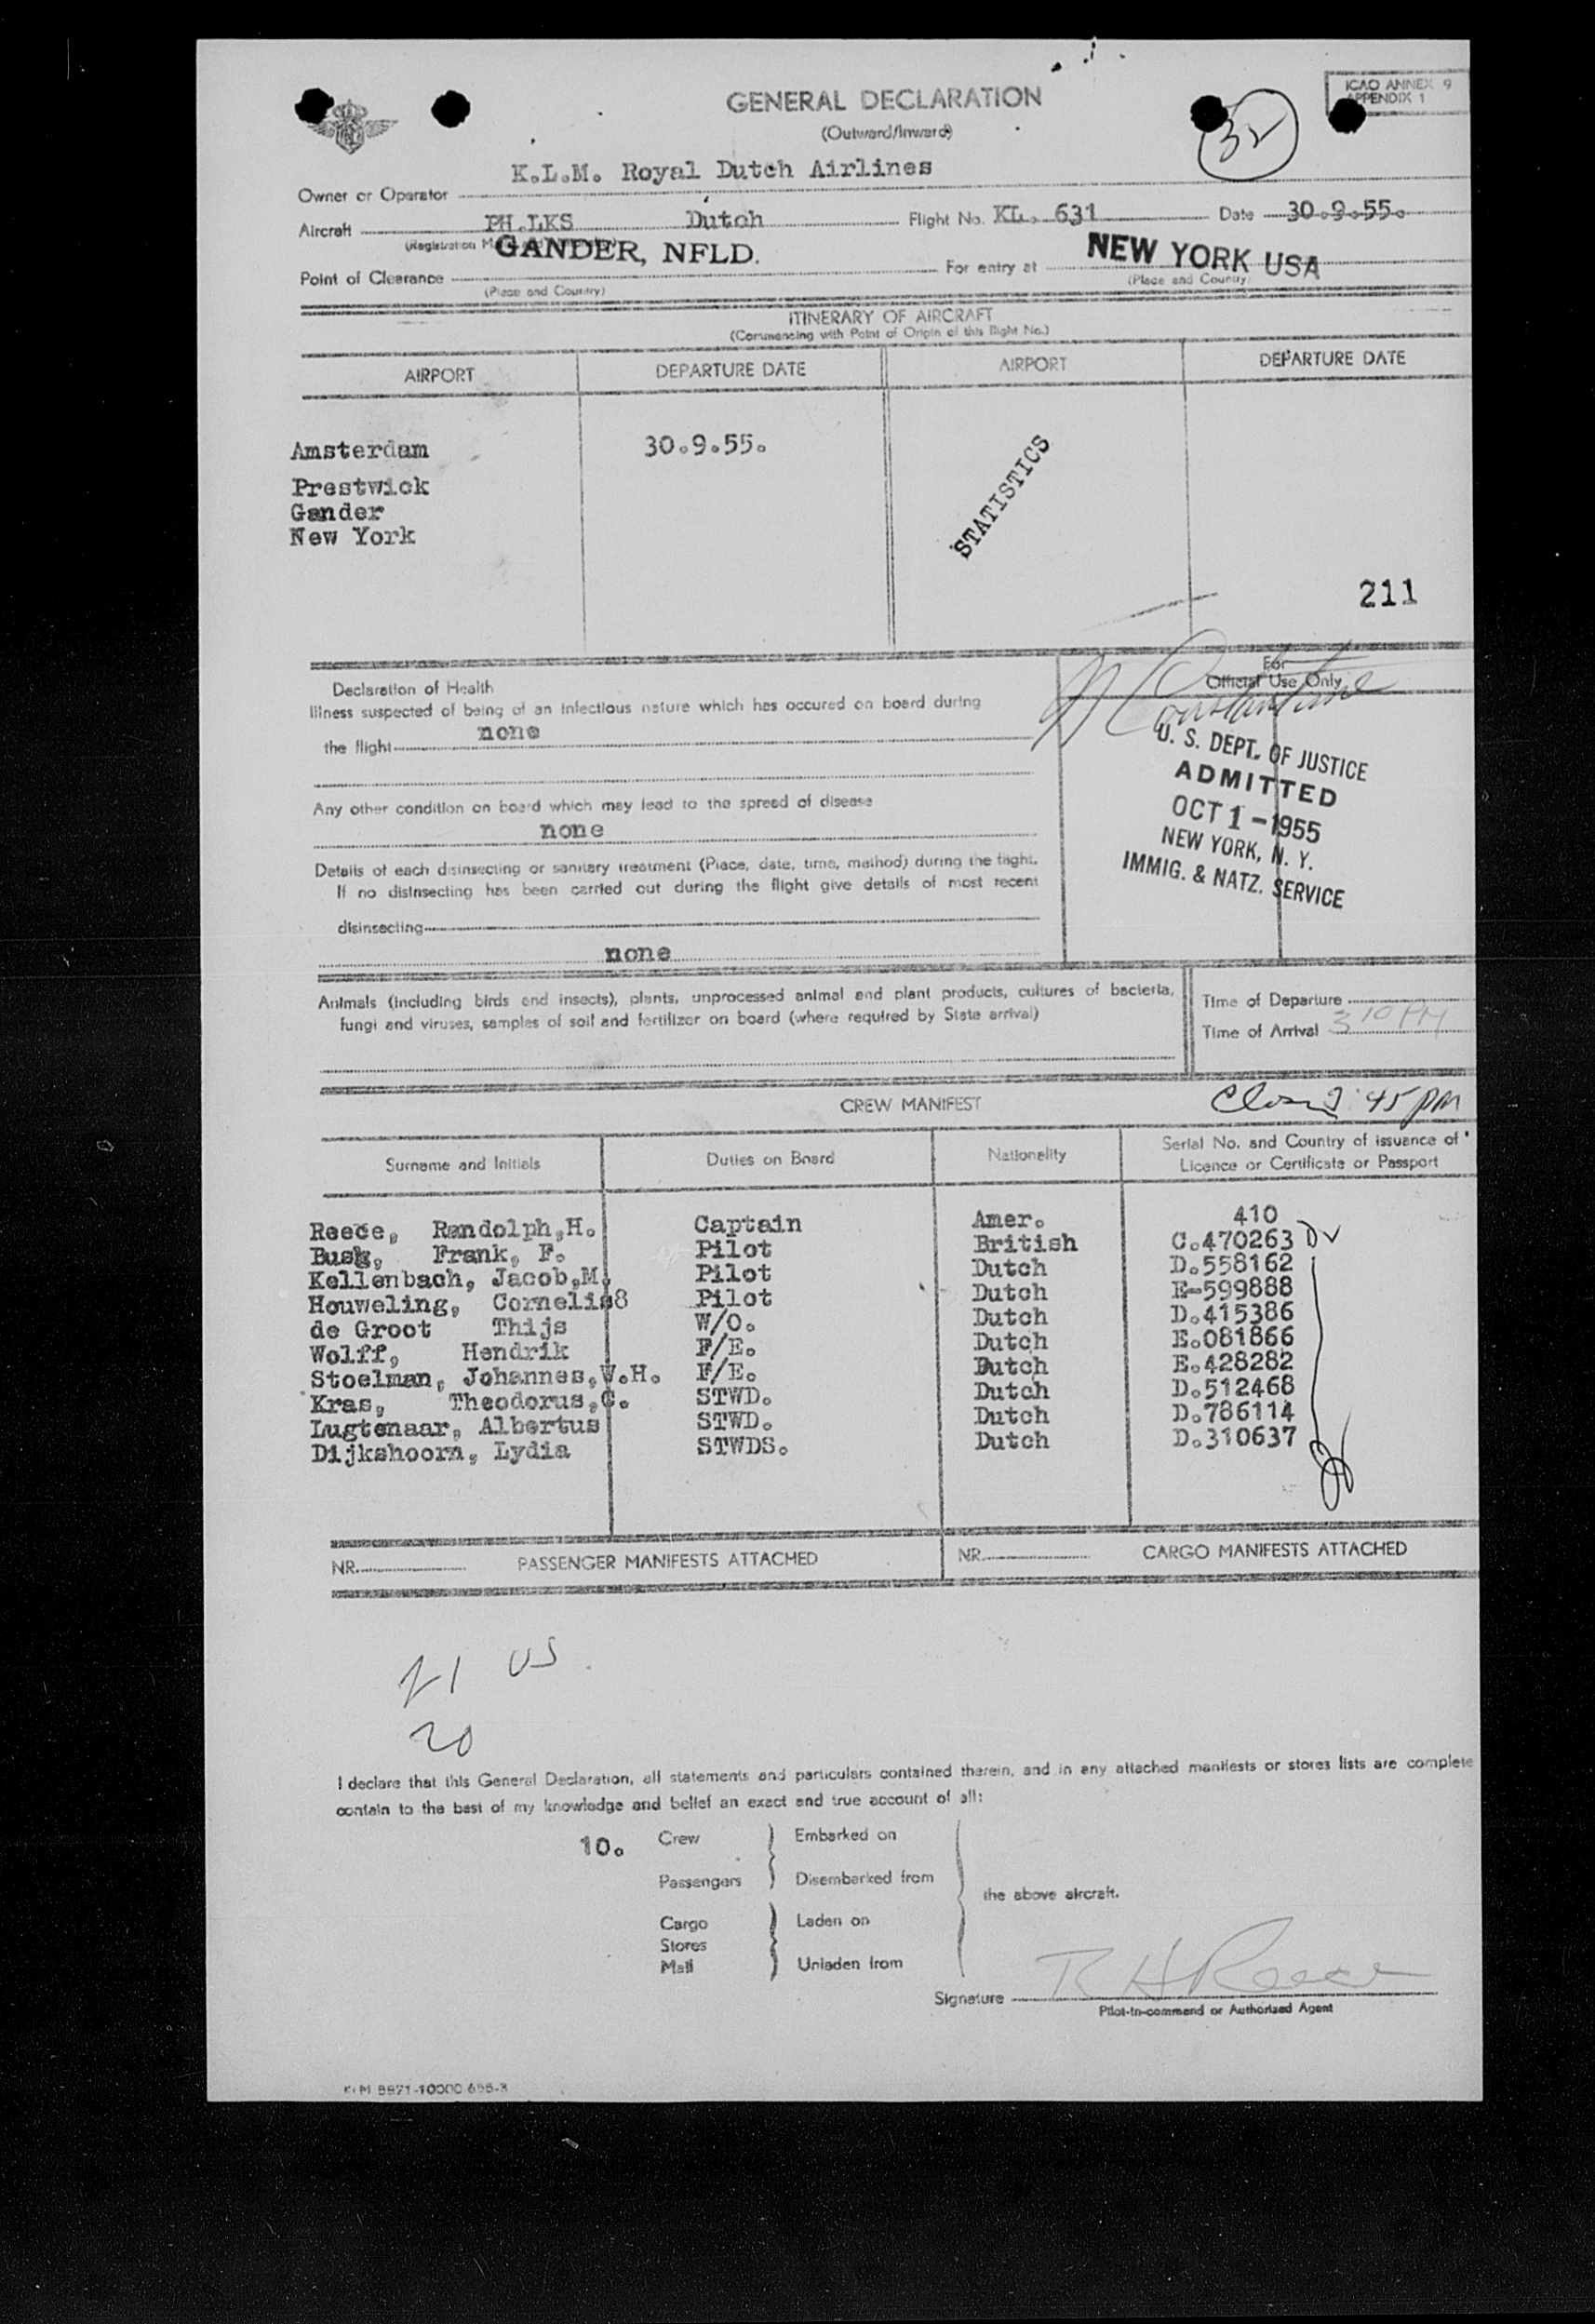 GENERAL DECLARATION
(Outward/Inward)
ICAO ANNEX 9
APPENDIX 1
32
K.L.M. Royal Dutch Airlines
Owner or Operator
Aircraft PH.LKS Dutch Flight No. KL. 631 Date 30.9.55.
(Registration
GANDER, NFLD. NEW YORK USA
Point of Clearance For entry at
(Place and Country) (Place and Country)
ITINERARY OF AIRCRAFT
(Commencing with Point of Origin of this flight No.)
AIRPORT DEPARTURE DATE AIRPORT DEPARTURE DATE
Amsterdam 30.9.55.
Prestwick
Gander
New York
STATISTICS
211
For
Official Use Only
Declaration of Health
Illness suspected of being of an infectious nature which has occured on board during
the flight none
Any other condition on board which may lead to the spread of disease
none
Details of each disinsecting or sanitary treatment (Place, date, time, method) during the flight.
If no disinsecting has been carried out during the flight give details of most recent
disinsecting
none
U. S. DEPT. OF JUSTICE
ADMITTED
OCT 1 - 1955
NEW YORK, N. Y.
IMMIG. & NATZ. SERVICE
Animals (including birds and insects), plants, unprocessed animal and plant products, cultures of bacteria,
fungi and viruses, samples of soil and fertilizer on board (where required by State arrival)
Time of Departure
Time of Arrival 3 10 PM
CREW MANIFEST
45 pm
Surname and Initials Duties on Board Nationality Serial No. and Country of issuance of
Licence or Certificate or Passport
Reece, Randolph,H. Captain Amer. 410
Busk, Frank, F. Pilot British C.470263
Kellenbach, Jacob,M. Pilot Dutch D.558162
Houweling, Cornelis8 Pilot Dutch E-599888
de Groot Thijs W/O. Dutch D.415386
Wolff, Hendrik F/E. Dutch E.081866
Stoelman, Johannes,W.H. F/E. Dutch E.428282
Kras, Theodorus,C. STWD. Dutch D.512468
Lugtenaar, Albertus STWD. Dutch D.786114
Dijkshoorn, Lydia STWDS. Dutch D.310637
NR. PASSENGER MANIFESTS ATTACHED NR. CARGO MANIFESTS ATTACHED
21 US
20
I declare that this General Declaration, all statements and particulars contained therein, and in any attached manifests or stores lists are complete
contain to the best of my knowledge and belief an exact and true account of all:
10. Crew Embarked on
Passengers Disembarked from
the above aircraft.
Cargo Laden on
Stores
Mail Unladen from
Signature R H Reece
Pilot-in-command or Authorized Agent